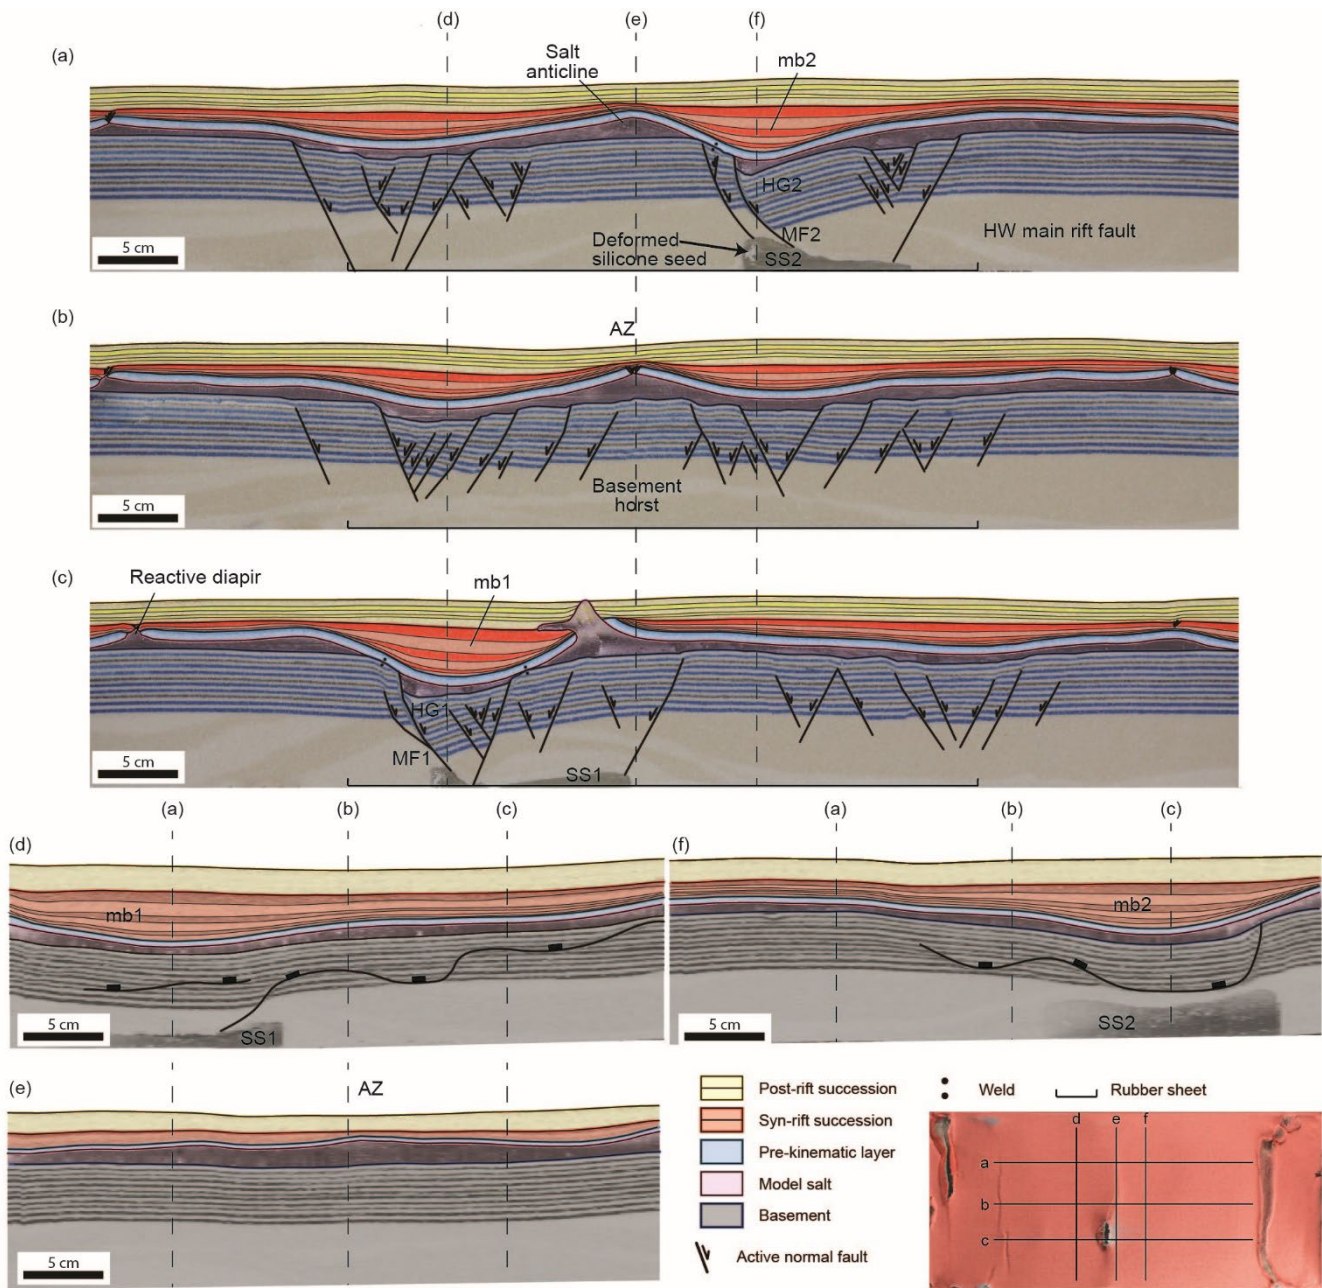 (d)
(e)
(f)
(a)
Salt
anticline
mb2
HG2
MF2
Deformed
silicone seed
SS2
HW main rift fault
5 cm
(b)
AZ
Basement
horst
5 cm
(c)
Reactive diapir
mb1
HG1
MF1
SS1
5 cm
(a)
(b)
(c)
(a)
(b)
(c)
(d)
mb1
SS1
5 cm
(f)
mb2
SS2
5 cm
(e)
AZ
5 cm
Post-rift succession
Syn-rift succession
Pre-kinematic layer
Model salt
Basement
Active normal fault
Weld
Rubber sheet
d
e
f
a
b
c